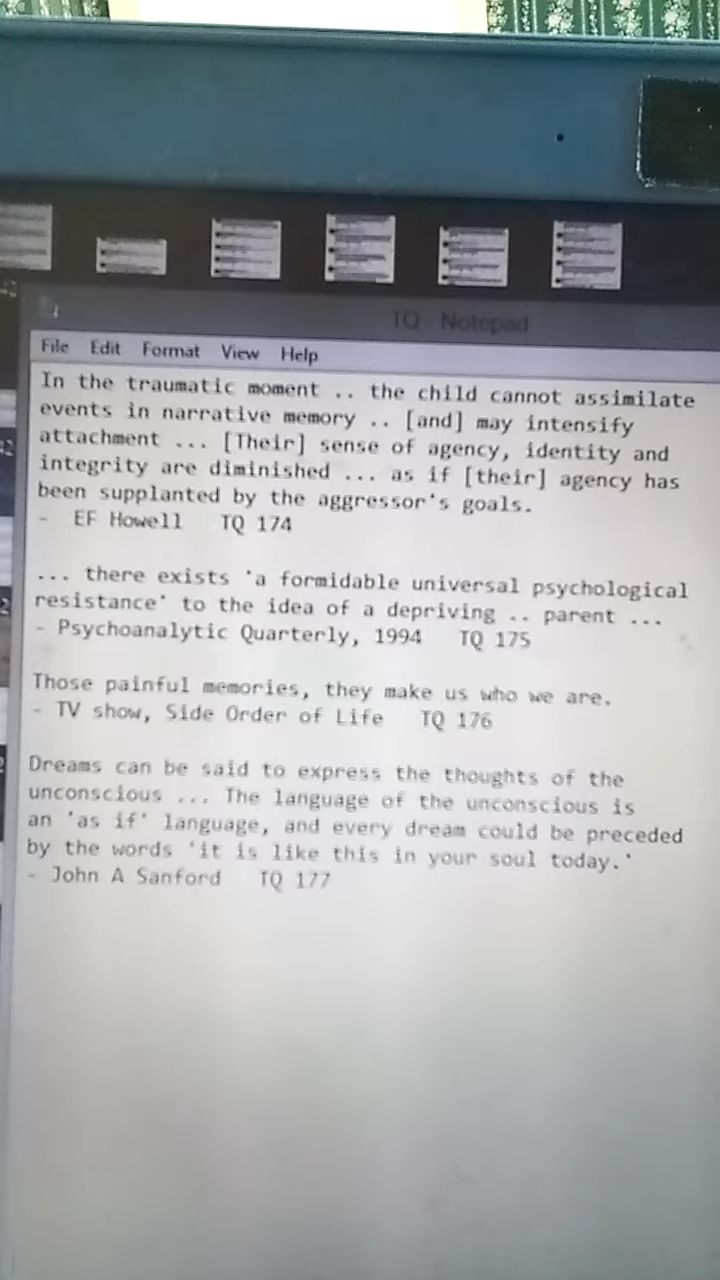 TQ - Notepad
File Edit Format View Help
In the traumatic moment .. the child cannot assimilate
events in narrative memory .. [and] may intensify
attachment ... [Their] sense of agency, identity and
integrity are diminished ... as if [their] agency has
been supplanted by the aggressor's goals.
- EF Howell TQ 174
... there exists 'a formidable universal psychological
resistance' to the idea of a depriving .. parent ...
- Psychoanalytic Quarterly, 1994 TQ 175
Those painful memories, they make us who we are.
- TV show, Side Order of Life TQ 176
Dreams can be said to express the thoughts of the
unconscious ... The language of the unconscious is
an 'as if' language, and every dream could be preceded
by the words 'it is like this in your soul today.'
- John A Sanford TQ 177